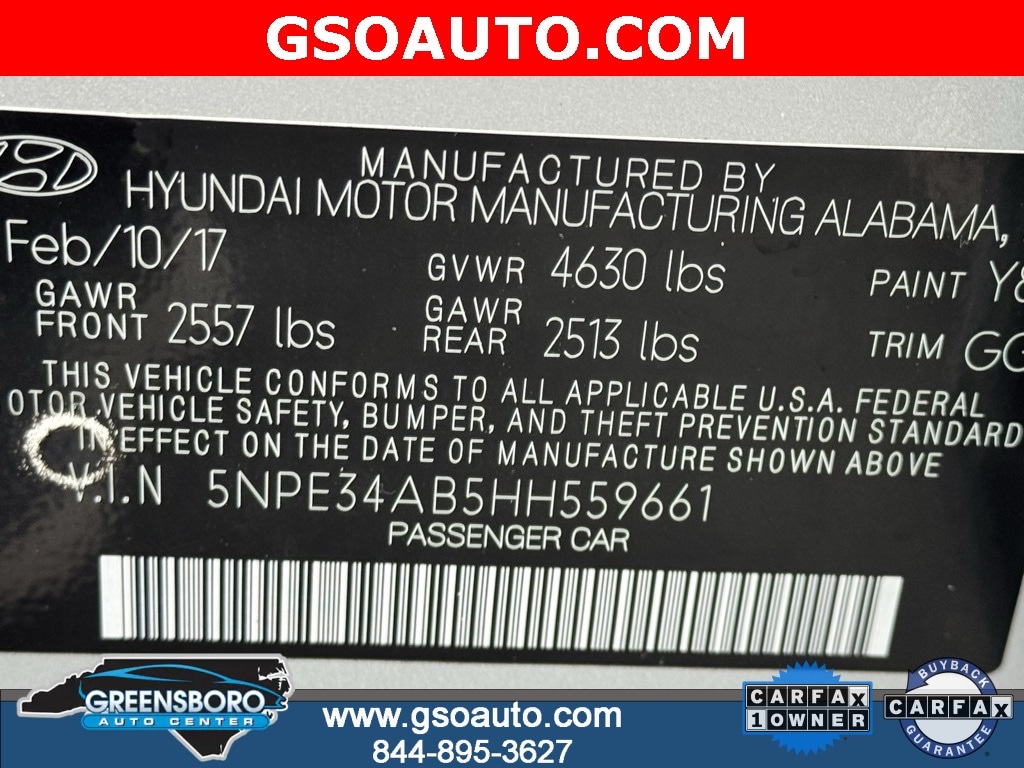 GSOAUTO.COM
MANUFACTURED BY
HYUNDAI MOTOR MANUFACTURING ALABAMA,
Feb/10/17 GVWR 4630 lbs PAINT
GAWR FRONT 2557 lbs GAWR REAR 2513 lbs TRIM
THIS VEHICLE CONFORMS TO ALL APPLICABLE U.S.A. FEDERAL
OTOR VEHICLE SAFETY, BUMPER, AND THEFT PREVENTION STANDARD
IN EFFECT ON THE DATE OF MANUFACTURE SHOWN ABOVE
V.I.N 5NPE34AB5HH559661
PASSENGER CAR
GREENSBORO
AUTO CENTER
www.gsoauto.com
844-895-3627
CARFAX
1 OWNER
BUYBACK
CARFAX
GUARANTEE